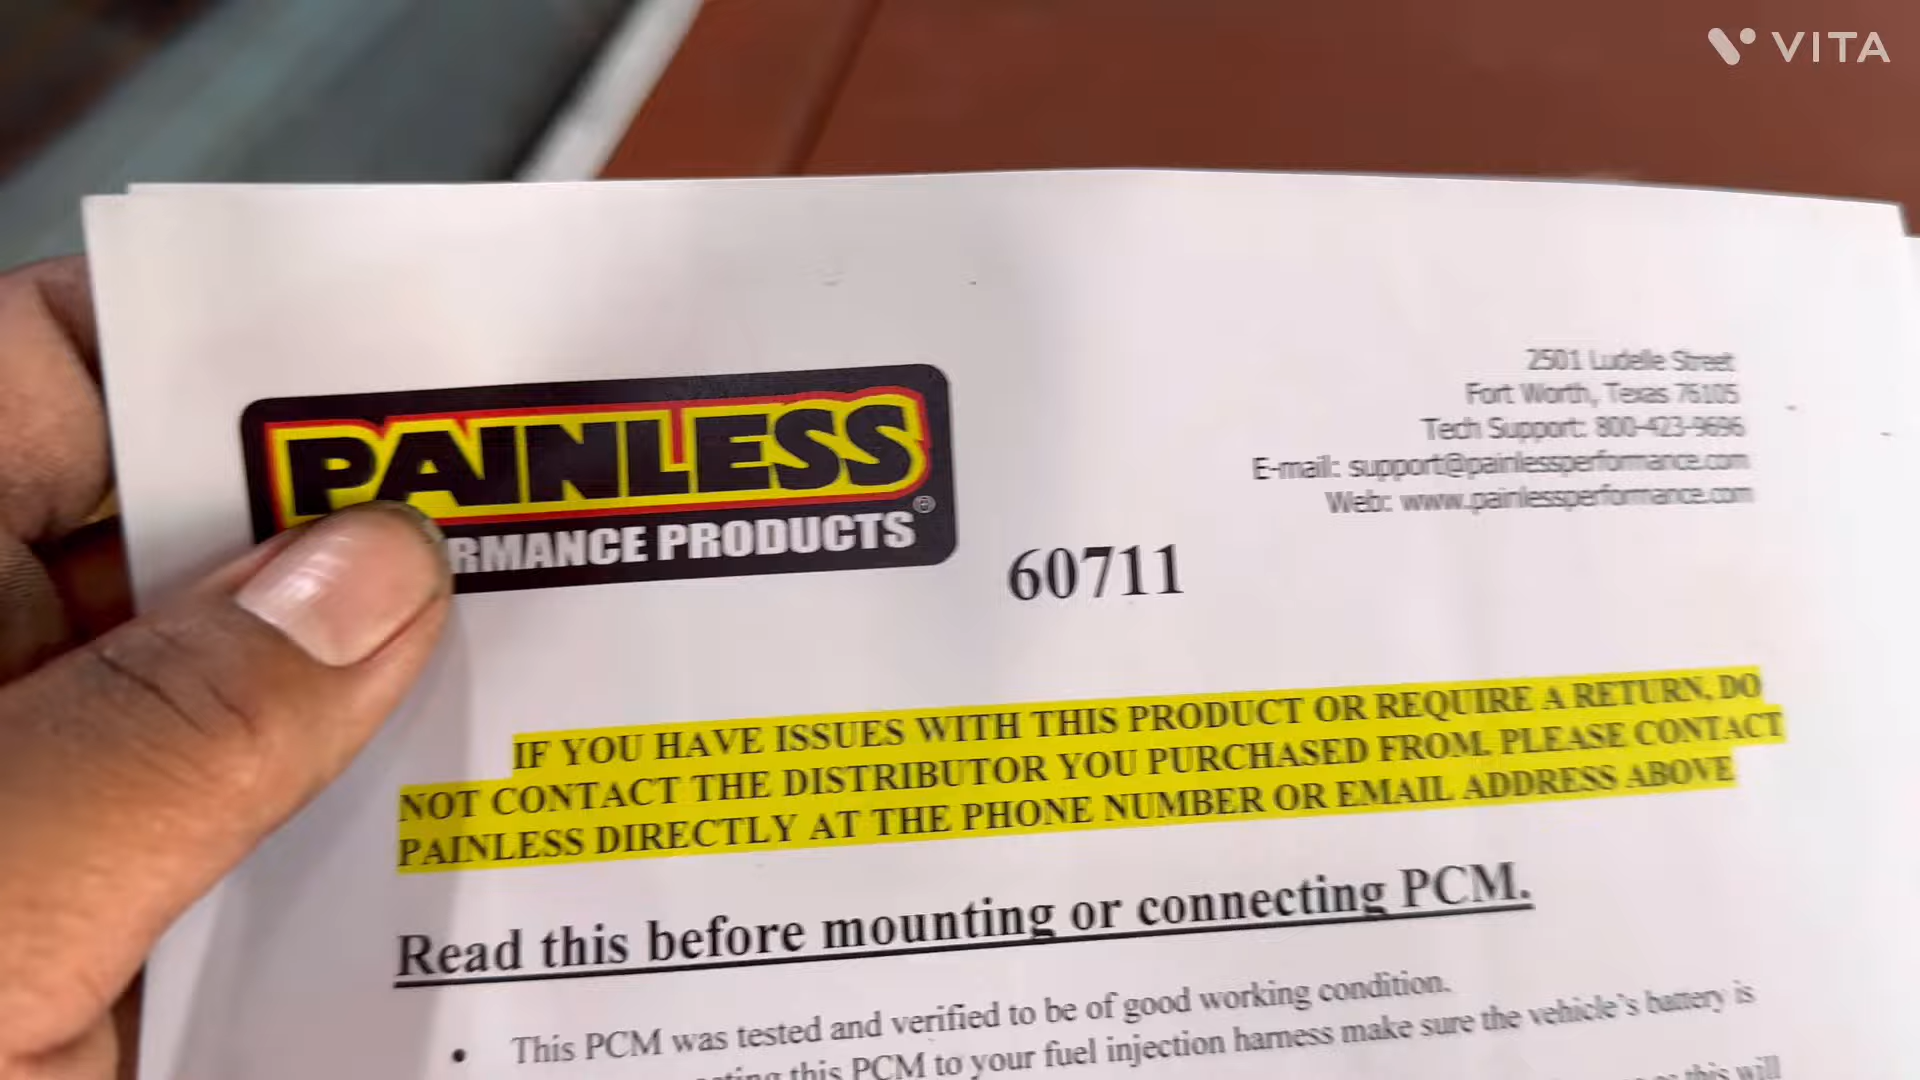 VITA
2501 Ludelle Street
Fort Worth, Texas 76105
Tech Support: 800-423-9696
E-mail: support@painlessperformance.com
Web: www.painlessperformance.com
PAINLESS
RMANCE PRODUCTS®
60711
IF YOU HAVE ISSUES WITH THIS PRODUCT OR REQUIRE A RETURN, DO
NOT CONTACT THE DISTRIBUTOR YOU PURCHASED FROM. PLEASE CONTACT
PAINLESS DIRECTLY AT THE PHONE NUMBER OR EMAIL ADDRESS ABOVE
Read this before mounting or connecting PCM.
• This PCM was tested and verified to be of good working condition.
this PCM to your fuel injection harness make sure the vehicle's battery is
this will